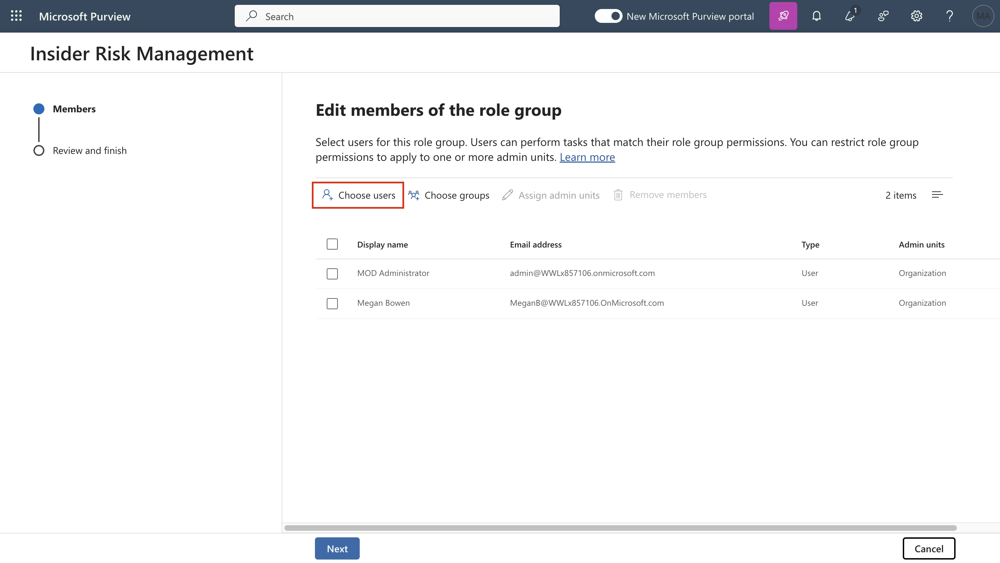 Microsoft Purview
Search
New Microsoft Purview portal
1
MA
Insider Risk Management
Members
Review and finish
Edit members of the role group
Select users for this role group. Users can perform tasks that match their role group permissions. You can restrict role group
permissions to apply to one or more admin units. Learn more
Choose users Choose groups Assign admin units Remove members 2 items
Display name Email address Type Admin units
MOD Administrator admin@WWLx857106.onmicrosoft.com User Organization
Megan Bowen MeganB@WWLx857106.OnMicrosoft.com User Organization
Next Cancel